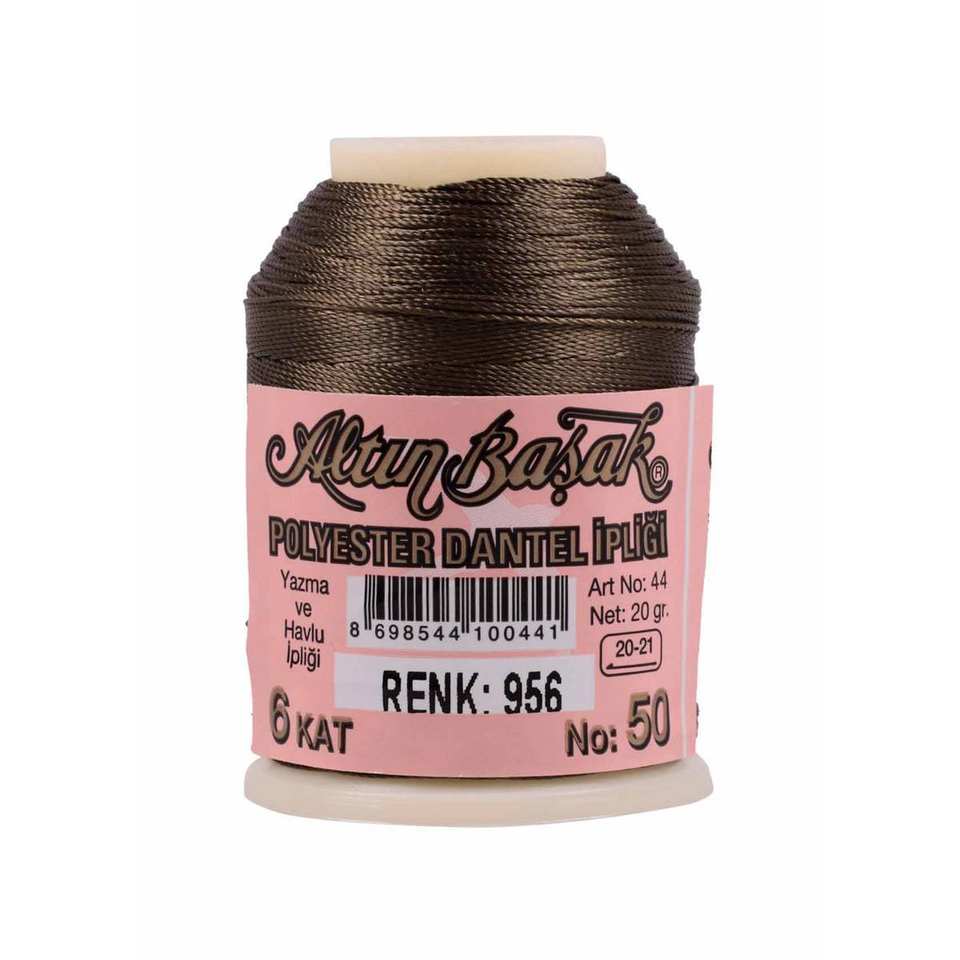 Altın Başak ®
POLYESTER DANTEL İPLİĞİ
Yazma
ve
Havlu
İpliği
8 698544 100441
Art No: 44
Net: 20 gr.
20-21
RENK: 956
6 KAT
No: 50